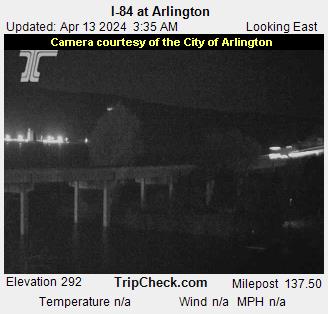 I-84 at Arlington
Updated: Apr 13 2024 3:35 AM Looking East
Camera courtesy of the City of Arlington
Elevation 292 TripCheck.com Milepost 137.50
Temperature n/a Wind n/a MPH n/a